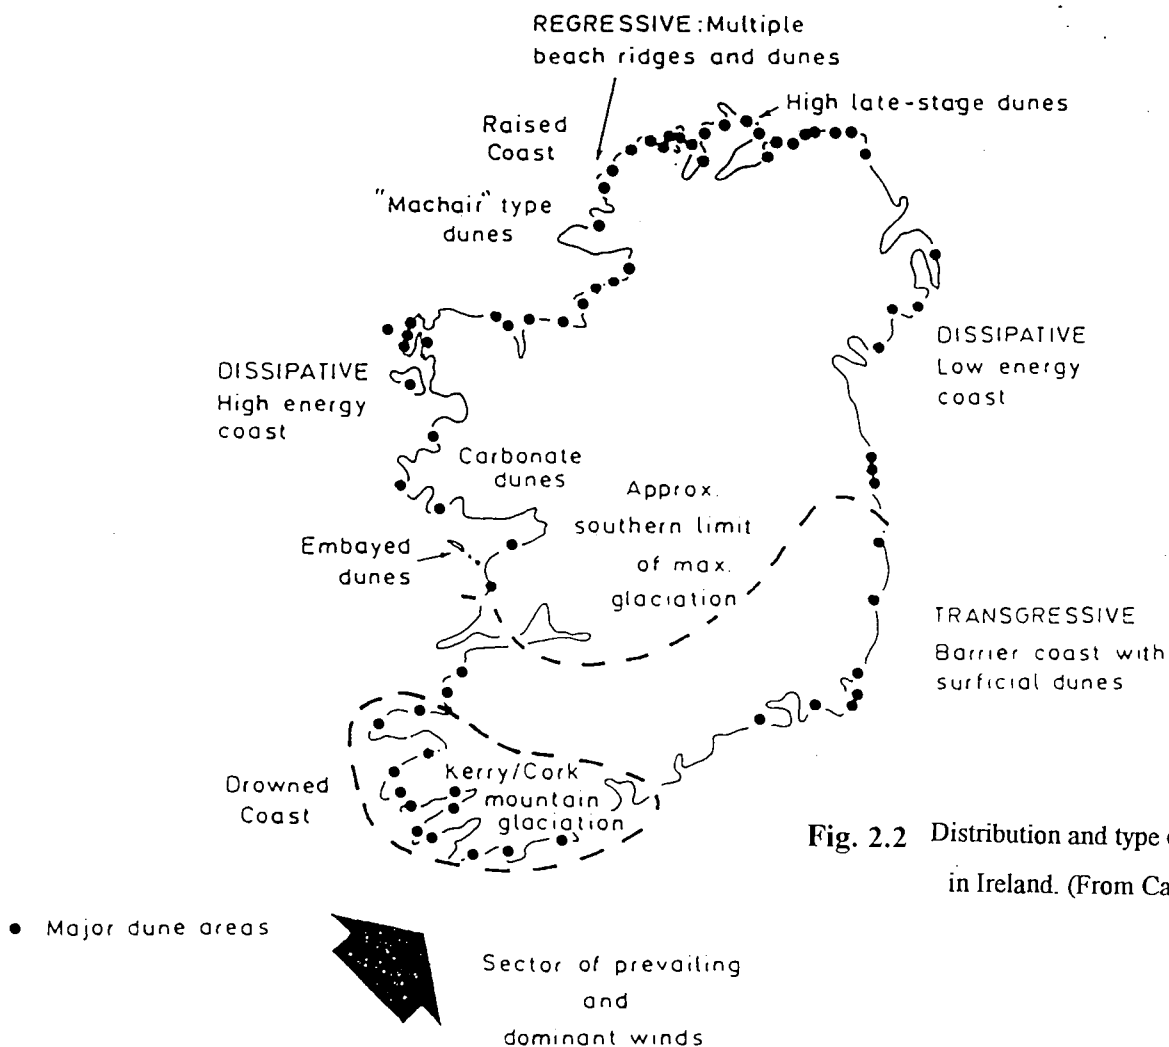 REGRESSIVE: Multiple
beach ridges and dunes
High late-stage dunes
Raised
Coast
"Machair" type
dunes
DISSIPATIVE
High energy
coast
DISSIPATIVE
Low energy
coast
Carbonate
dunes
Approx.
southern limit
of max.
glaciation
Embayed
dunes
TRANSGRESSIVE
Barrier coast with
surficial dunes
Drowned
Coast
Kerry/Cork
mountain
glaciation
Fig. 2.2 Distribution and type
in Ireland. (From Ca
• Major dune areas
Sector of prevailing
and
dominant winds